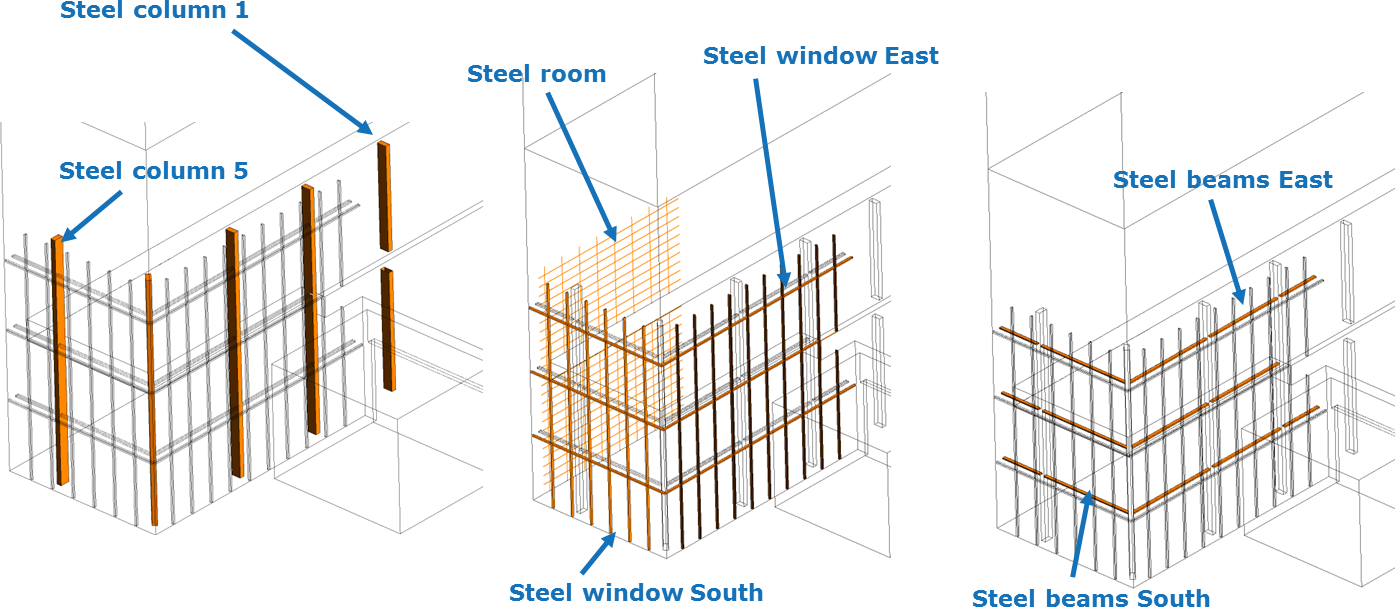 Steel column 1
Steel column 5
Steel room
Steel window East
Steel window South
Steel beams East
Steel beams South